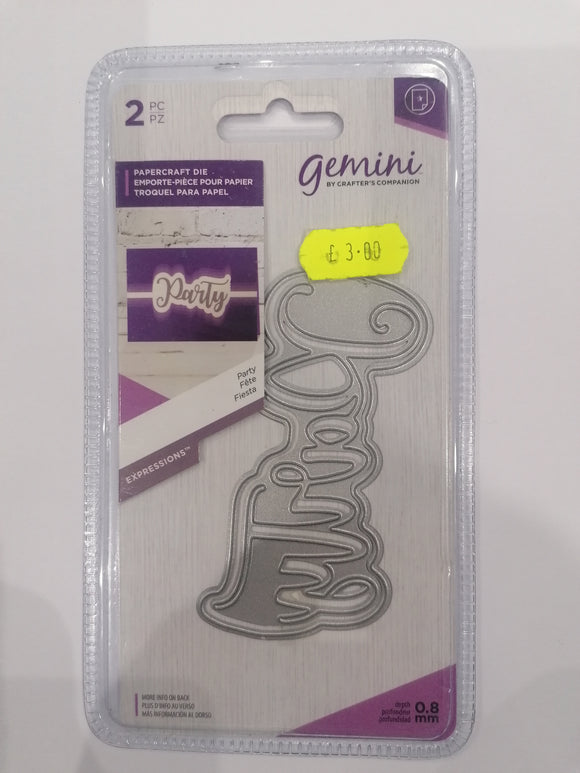 2 PC
PZ
gemini
BY CRAFTER'S COMPANION
PAPERCRAFT DIE
EMPORTE-PIÈCE POUR PAPIER
TROQUEL PARA PAPEL
£ 3.00
Party
Party
Fête
Fiesta
EXPRESSIONS™
Party
MORE INFO ON BACK
PLUS D'INFO AU VERSO
MÁS INFORMACIÓN AL DORSO
depth
profondeur
profundidad
0.8
mm